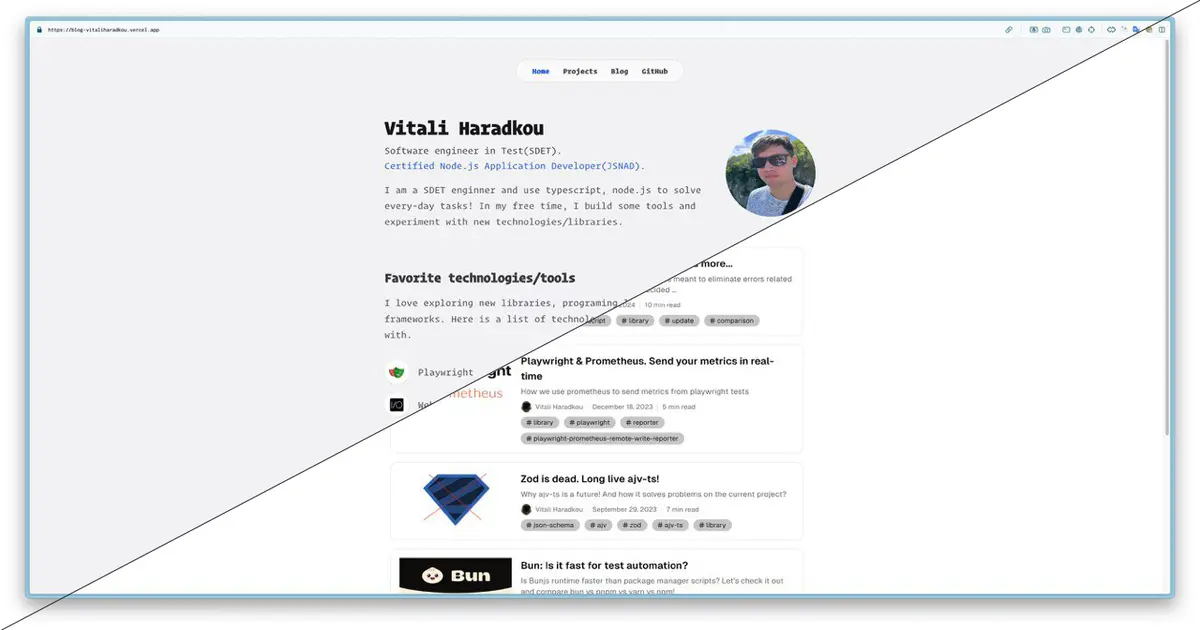 https://blog-vitaliharadkou.vercel.app
Home Projects Blog GitHub
Vitali Haradkou
Software engineer in Test(SDET).
Certified Node.js Application Developer(JSNAD).
I am a SDET enginner and use typescript, node.js to solve
every-day tasks! In my free time, I build some tools and
experiment with new technologies/libraries.
Favorite technologies/tools
I love exploring new libraries, programing
frameworks. Here is a list of technolo
with.
Playwright
I/O We
more...
meant to eliminate errors related
cided ...
024 10 min read
cript # library # update # comparison
ght
metheus
Playwright & Prometheus. Send your metrics in real-
time
How we use prometheus to send metrics from playwright tests
Vitali Haradkou December 18, 2023 5 min read
# library # playwright # reporter
# playwright-prometheus-remote-write-reporter
Zod is dead. Long live ajv-ts!
Why ajv-ts is a future! And how it solves problems on the current project?
Vitali Haradkou September 29, 2023 7 min read
# json-schema # ajv # zod # ajv-ts # library
Bun
Bun: Is it fast for test automation?
Is Bunjs runtime faster than package manager scripts? Let's check it out
and compare bun vs pnpm vs yarn vs npm!